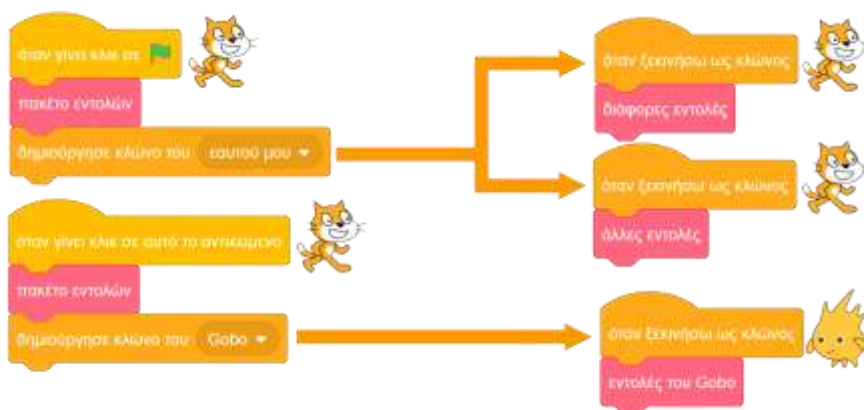 όταν γίνει κλικ σε
πακέτο εντολών
δημιούργησε κλώνο του εαυτού μου
όταν ξεκινήσω ως κλώνος
διάφορες εντολές
όταν ξεκινήσω ως κλώνος
άλλες εντολές
όταν γίνει κλικ σε αυτό το αντικείμενο
πακέτο εντολών
δημιούργησε κλώνο του Gobo
όταν ξεκινήσω ως κλώνος
εντολές του Gobo